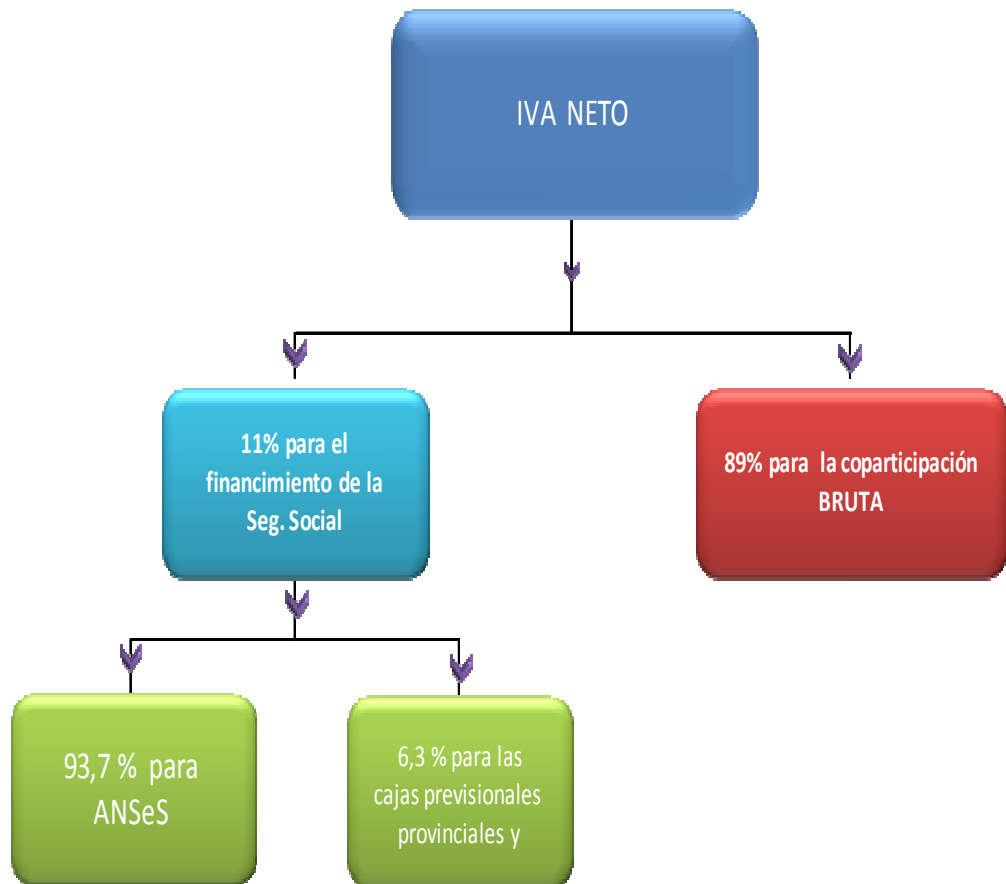 IVA NETO
11% para el
financimiento de la
Seg. Social
89% para la coparticipación
BRUTA
93,7 % para
ANSeS
6,3 % para las
cajas previsionales
provinciales y